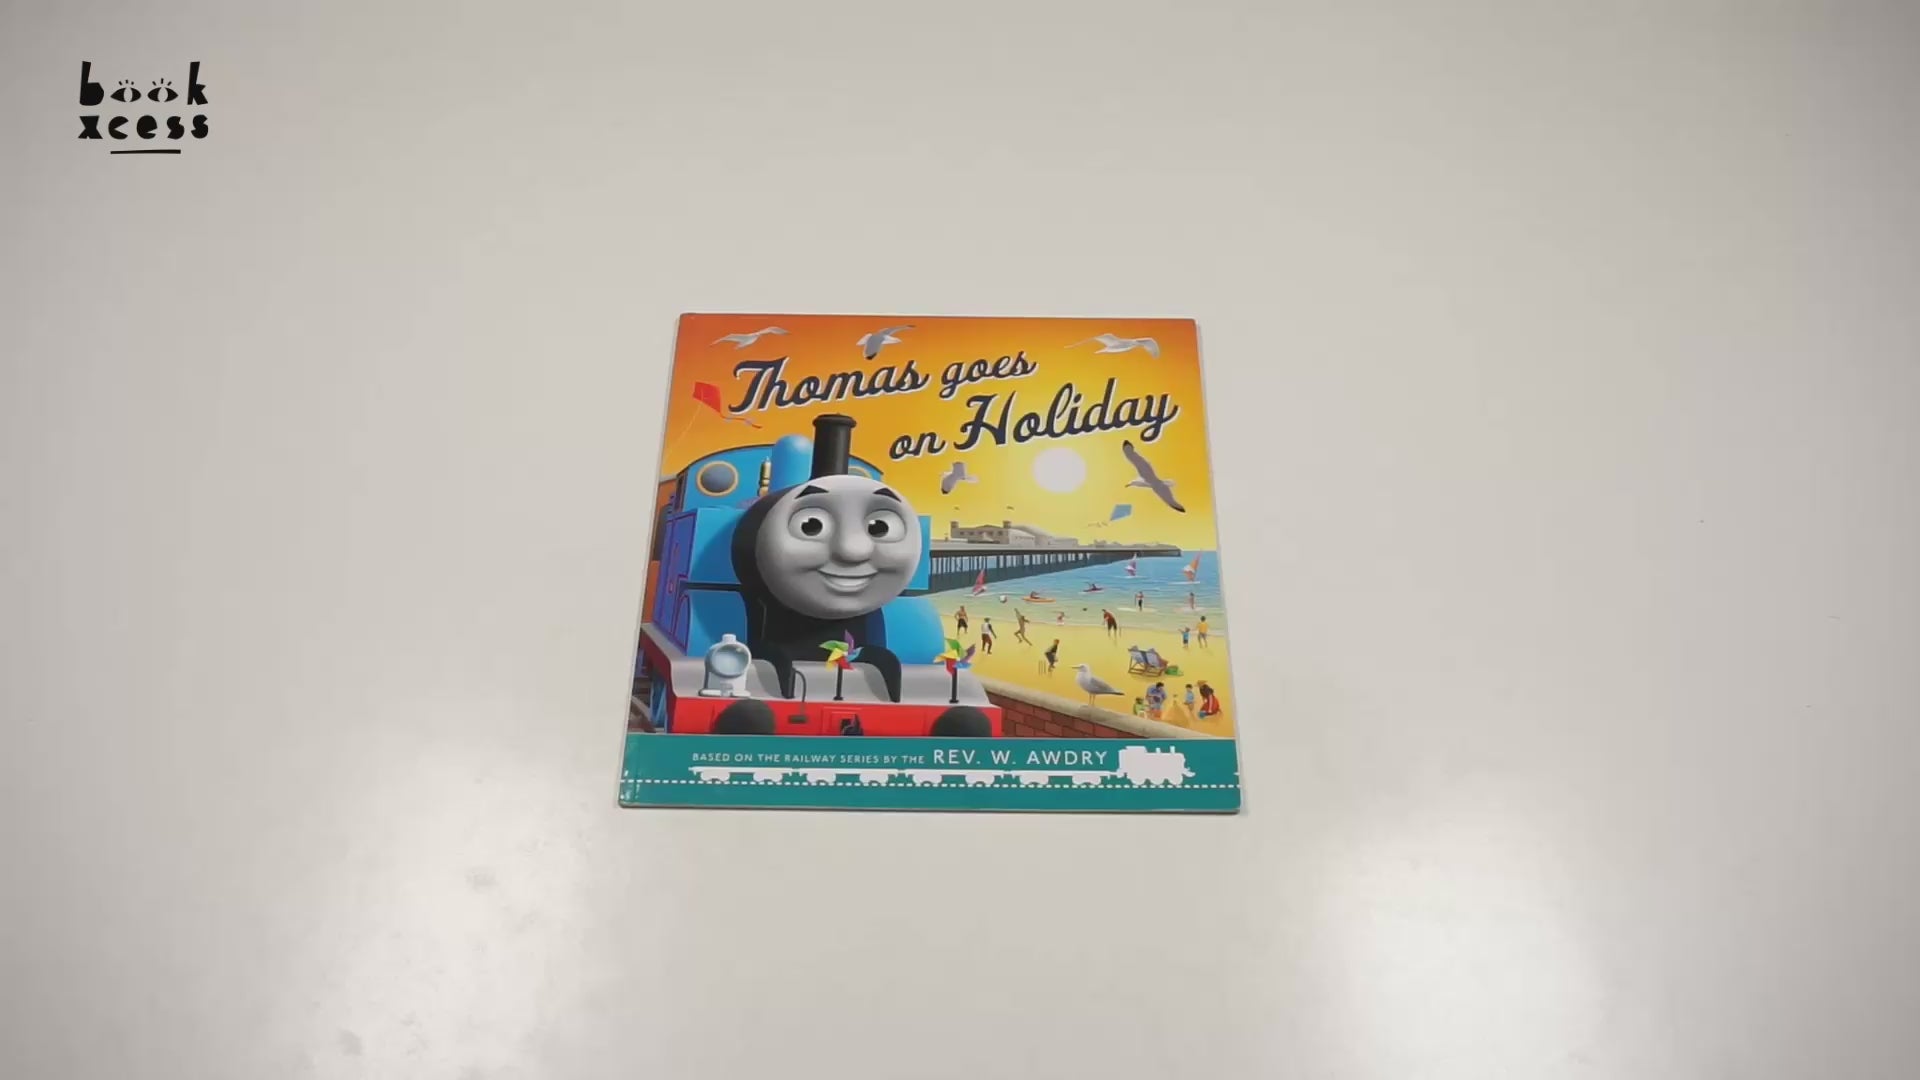 book
xcess
Thomas goes
on Holiday
BASED ON THE RAILWAY SERIES BY THE REV. W. AWDRY